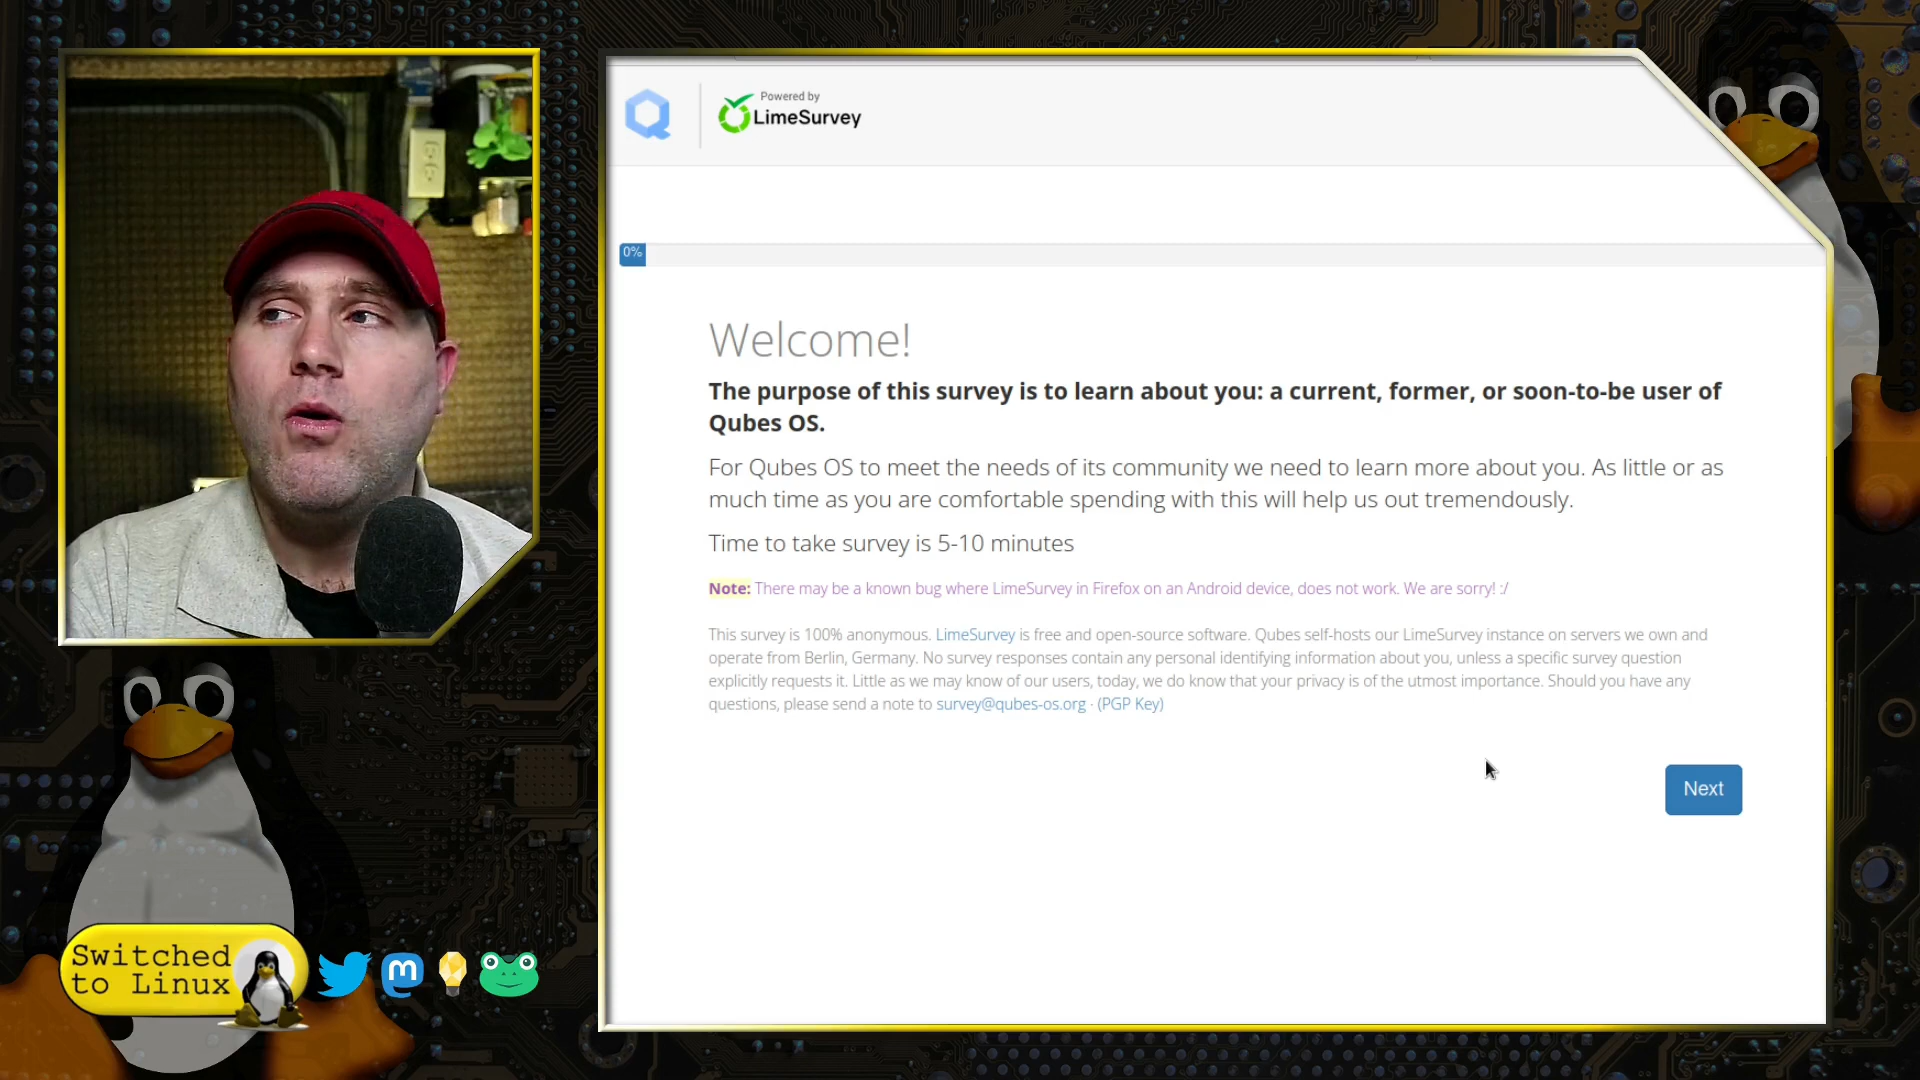 Powered by
LimeSurvey
0%
Welcome!
The purpose of this survey is to learn about you: a current, former, or soon-to-be user of
Qubes OS.
For Qubes OS to meet the needs of its community we need to learn more about you. As little or as
much time as you are comfortable spending with this will help us out tremendously.
Time to take survey is 5-10 minutes
Note: There may be a known bug where LimeSurvey in Firefox on an Android device, does not work. We are sorry! :/
This survey is 100% anonymous. LimeSurvey is free and open-source software. Qubes self-hosts our LimeSurvey instance on servers we own and
operate from Berlin, Germany. No survey responses contain any personal identifying information about you, unless a specific survey question
explicitly requests it. Little as we may know of our users, today, we do know that your privacy is of the utmost importance. Should you have any
questions, please send a note to survey@qubes-os.org · (PGP Key)
Next
Switched
to Linux